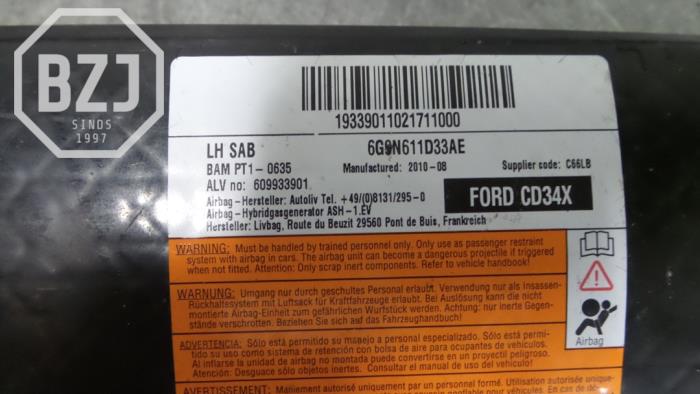 BZJ
SINDS
1997
19339011021711000
LH SAB
6G9N611D33AE
BAM PT1- 0635
Manufactured: 2010-08
Supplier code: C66LB
ALV no: 609933901
Airbag-Hersteller: Autoliv Tel. +49/(0)8131/295-0
Airbag-Hybridgasgenerator ASH-1.EV
Hersteller: Livbag, Route du Beuzit 29560 Pont de Buis, Frankreich
FORD CD34X
WARNING: Must be handled by trained personnel only. Only use as passenger restraint
system with airbag in cars. The airbag unit can become a dangerous projectile if triggered
when not fitted. Attention: Only scrap inert components. Refer to vehicle handbook!
WARNUNG: Umgang nur durch geschultes Personal erlaubt. Verwendung nur als Insassen-
Rückhaltesystem mit Luftsack für Kraftfahrzeuge erlaubt. Bei Auslösung kann die nicht
montierte Airbag-Einheit zum gefährlichen Wurfstück werden. Achtung: nur inerte Gegen-
stände verschrotten. Beziehen Sie sich auf das Fahrzeughandbuch!
ADVERTENCIA: Sólo está permitido su manejo a personal especializado. Sólo está permi-
tido su uso como sistema de retención con bolsa de aire para ocupantes de vehículos.
Al inflarse la unidad de airbag no montada puede convertirse en un proyectil peligroso.
Atención: Desguace sólo objetos inertes. Consultar el manual de uso del vehículo!
Airbag
AVERTISSEMENT: Maniement autorisé uniquement par un personnel formé. Utilisation autorisée